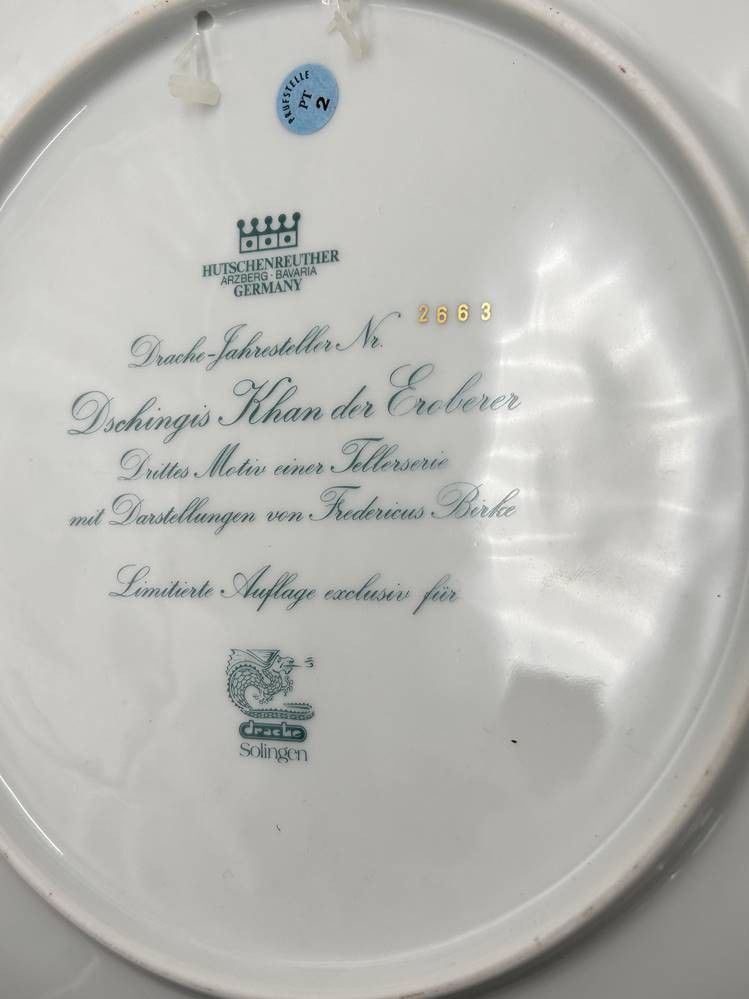 PRÜFSTELLE
PT
2
HUTSCHENREUTHER
ARZBERG · BAVARIA
GERMANY
Drache-Jahresteller Nr. 2663
Dschingis Khan der Eroberer
Drittes Motiv einer Tellerserie
mit Darstellungen von Fredericus Birke
Limitierte Auflage exclusiv für
drache
Solingen